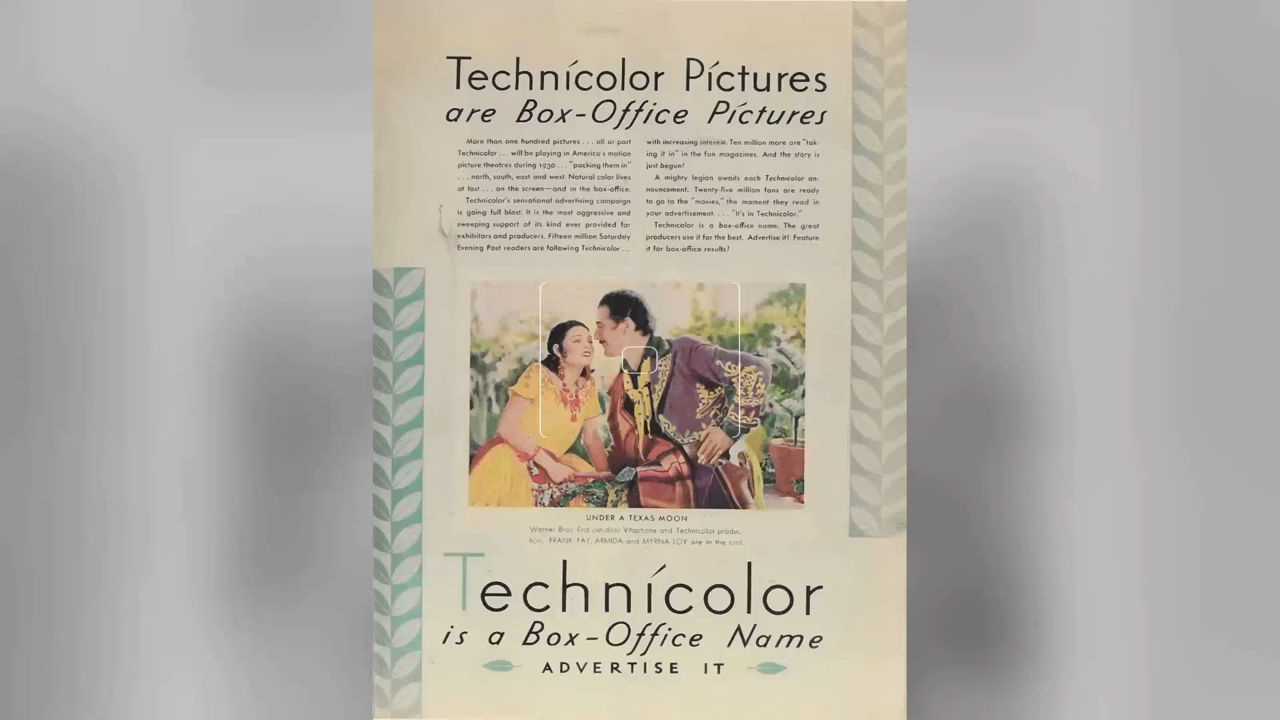 Technicolor Pictures
are Box-Office Pictures
More than one hundred pictures . . . all or part
Technicolor . . . will be playing in America's motion
picture theatres during 1930 . . . "packing them in"
. . . north, south, east and west. Natural color lives
at last . . . on the screen—and in the box-office.
Technicolor's sensational advertising campaign
is going full blast. It is the most aggressive and
sweeping support of its kind ever provided for
exhibitors and producers. Fifteen million Saturday
Evening Post readers are following Technicolor . . .
with increasing interest. Ten million more are "tak-
ing it in" in the fan magazines. And the story is
just begun!
A mighty legion awaits each Technicolor an-
nouncement. Twenty-five million fans are ready
to go to the "movies," the moment they read in
your advertisement. . . . "It's in Technicolor."
Technicolor is a box-office name. The great
producers use it for the best. Advertise it! Feature
it for box-office results!
UNDER A TEXAS MOON
Warner Bros. first out-door Vitaphone and Technicolor produc-
tion. FRANK FAY, ARMIDA and MYRNA LOY are in the cast.
Technicolor
is a Box-Office Name
ADVERTISE IT